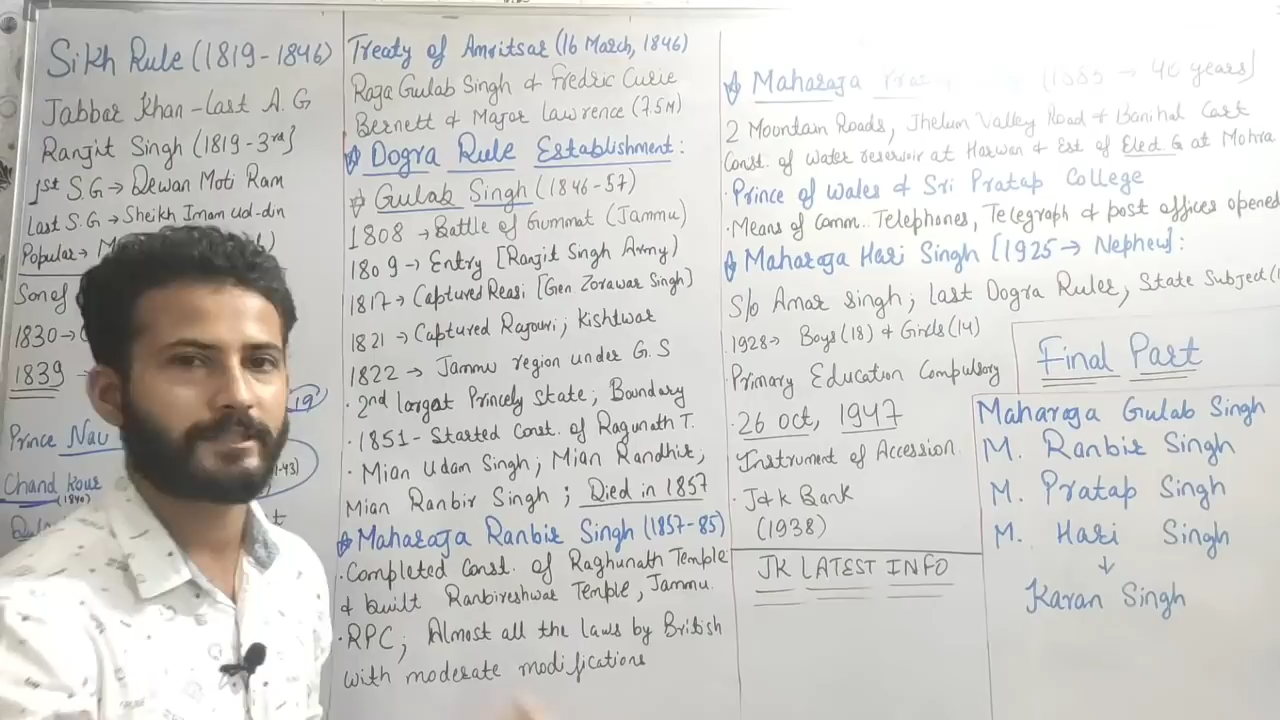 Sikh Rule (1819-1846)
Jabbar Khan - Last A. G
Ranjit Singh (1819-3rd]
1st S.G → Dewan Moti Ram
Last S.G → Sheikh Imam ud-din
Popular →
Son of
1830 →
1839
19
Prince Nau
-43)
Chand Kour
(1840)
Treaty of Amritsar (16 March, 1846)
Raja Gulab Singh & Fredric Curie
Bernett & Major Lawrence (7.5M)
Dogra Rule Establishment:
Gulab Singh (1846-57)
1808 → Battle of Gummat (Jammu)
1809 → Entry [Ranjit Singh Army)
1817 → Captured Reasi [Gen Zorawar Singh]
1821 → Captured Rajouri; Kishtwar
1822 → Jammu region under G.S
· 2nd largest Princely State; Boundary
· 1851 - Started Const. of Ragunath T.
· Mian Udam Singh; Mian Randhir;
Mian Ranbir Singh; Died in 1857
Maharaja Ranbir Singh (1857-85)
· Completed Const. of Raghunath Temple
& built Ranbireshwar Temple, Jammu.
· RPC; Almost all the laws by British
with moderate modifications
Maharaja (1885 → 40 years]
2 Mountain Roads, Jhelum Valley Road & Banihal Cart
Const. of Water reservoir at Harwan & Est of Elect. G at Mohra
· Prince of Wales & Sri Pratap College
· Means of Comm. Telephones, Telegraph & post offices opened
Maharaja Hari Singh [1925 → Nephew]:
S/o Amar Singh; last Dogra Ruler, State Subject
· 1928 → Boys (18) & Girls (14)
· Primary Education Compulsory
· 26 Oct, 1947
Instrument of Accession
· J&K Bank
(1938)
JK LATEST INFO
Final Part
Maharaja Gulab Singh
M. Ranbir Singh
M. Pratap Singh
M. Hari Singh
↓
Karan Singh